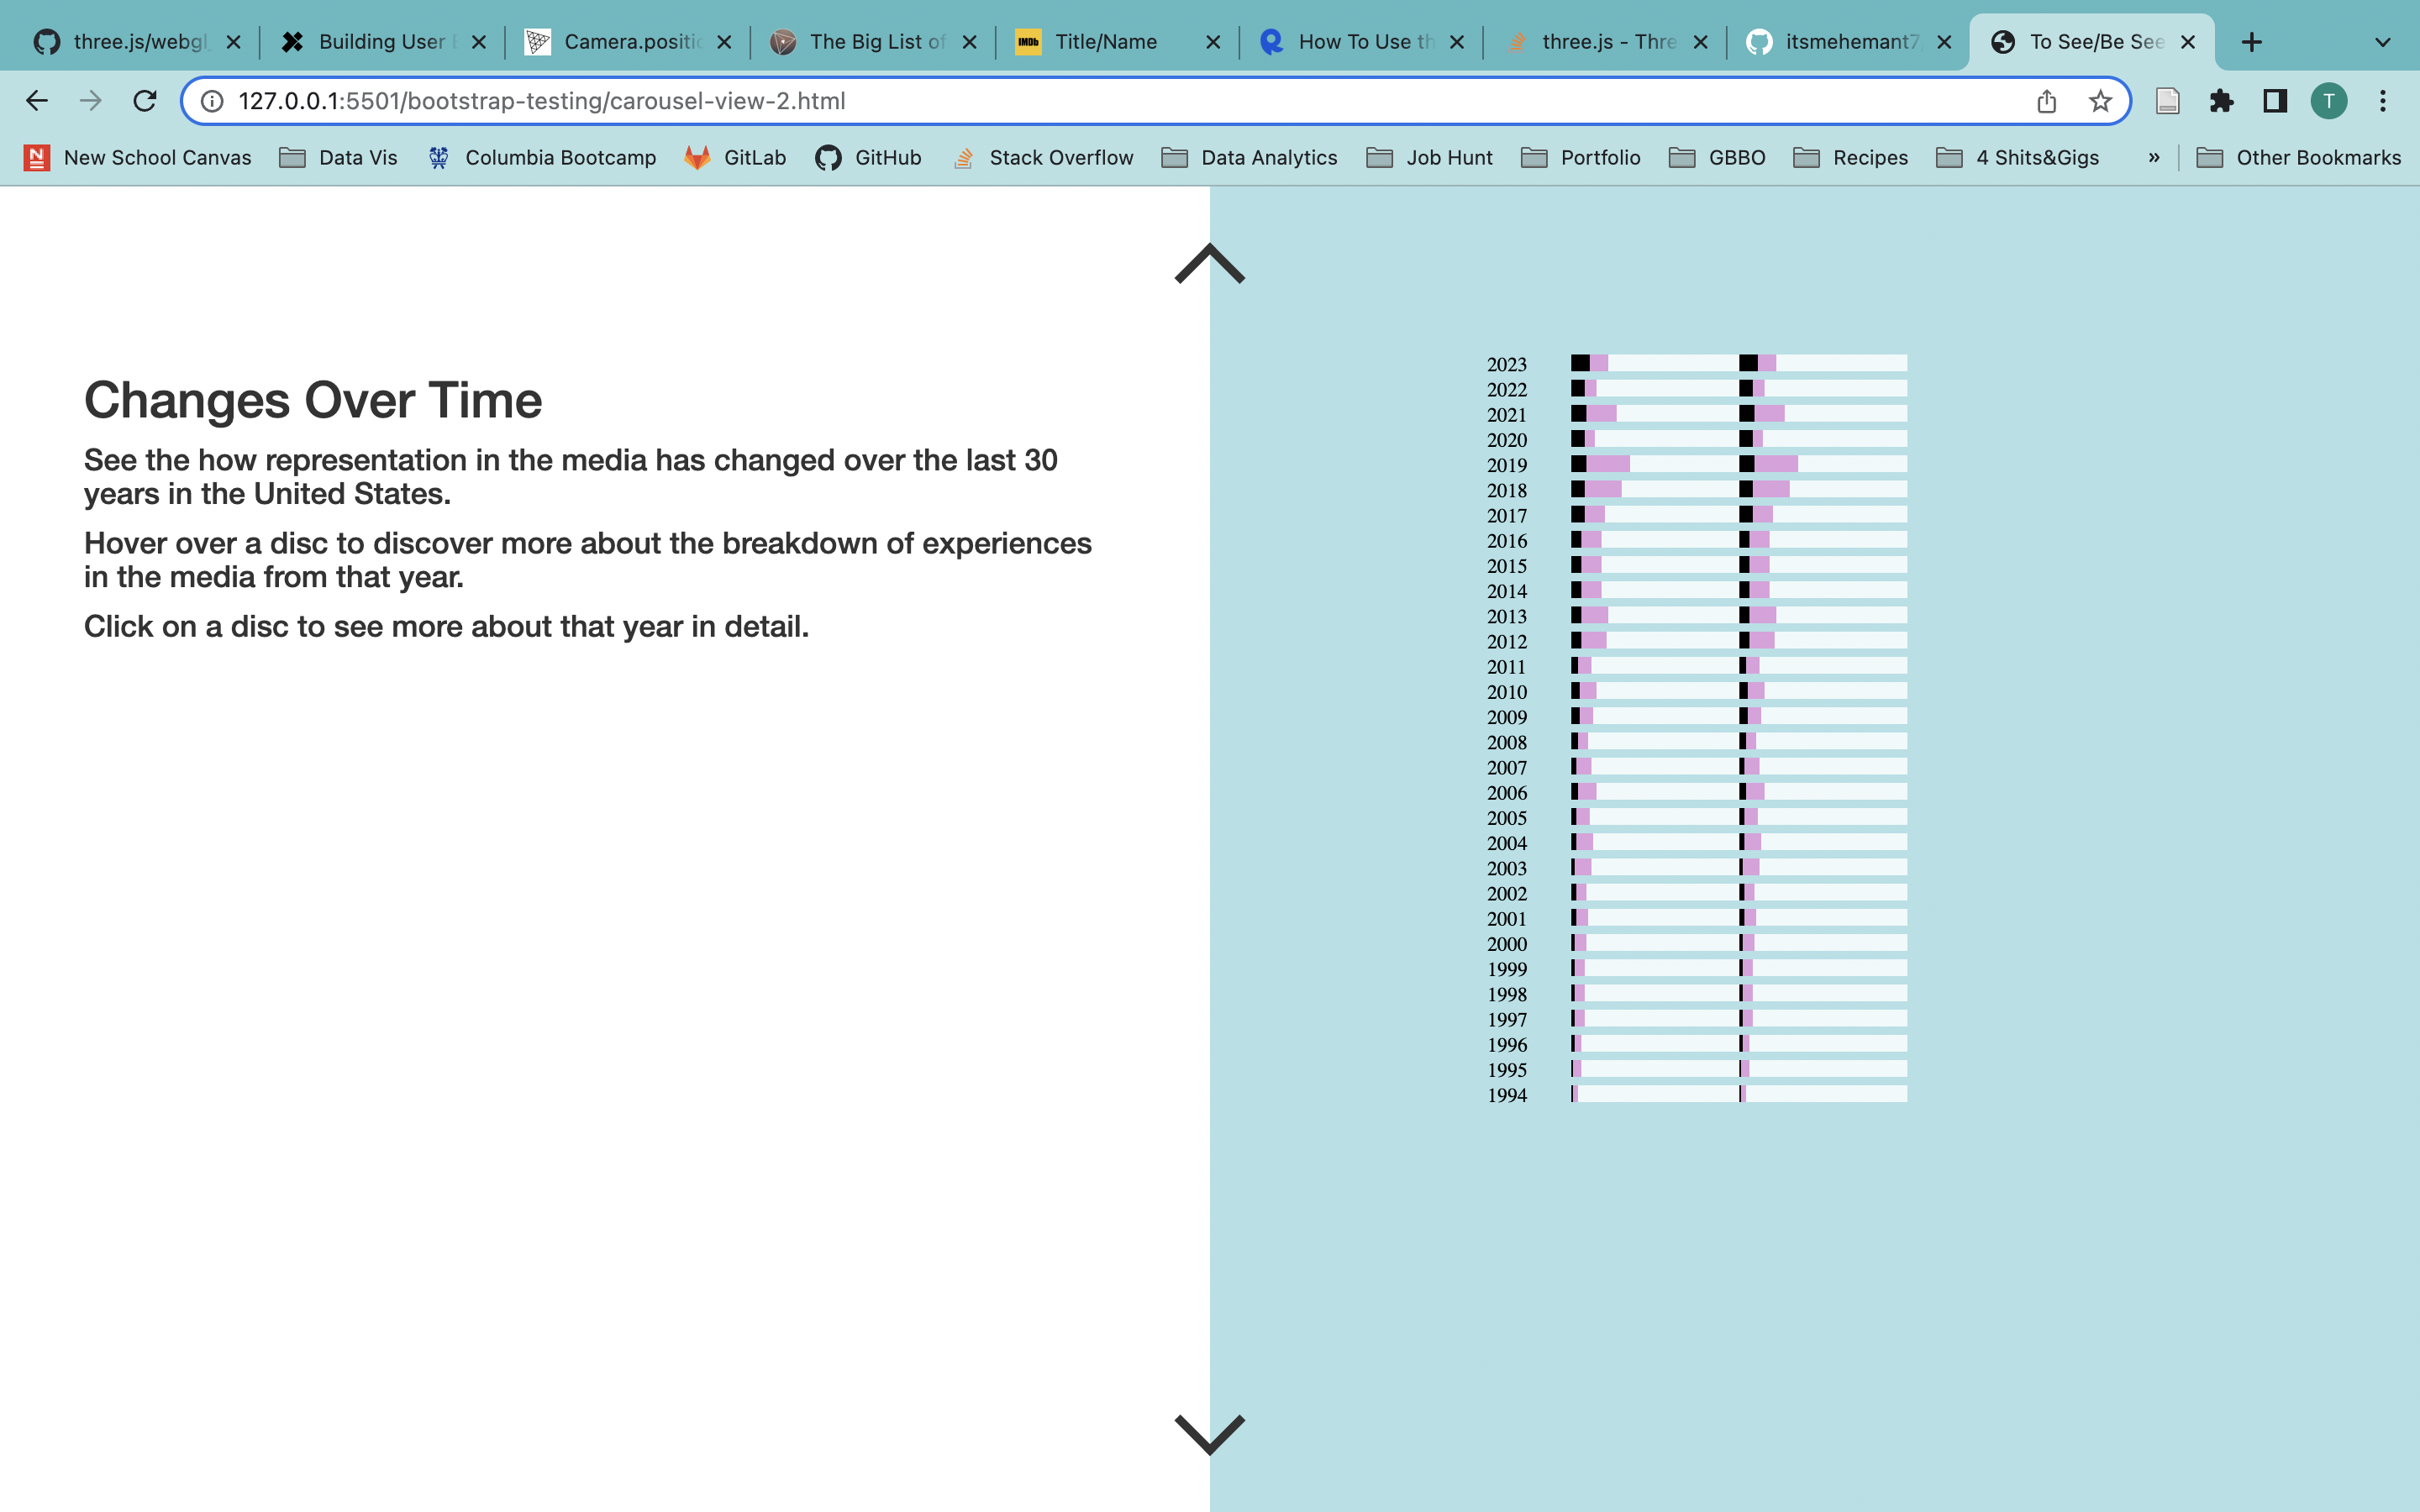 three.js/webgl
Building User
Camera.positio
The Big List of
IMDb
Title/Name
How To Use th
three.js - Thre
itsmehemant7
To See/Be See
127.0.0.1:5501/bootstrap-testing/carousel-view-2.html
T
N
New School Canvas
Data Vis
Columbia Bootcamp
GitLab
GitHub
Stack Overflow
Data Analytics
Job Hunt
Portfolio
GBBO
Recipes
4 Shits&Gigs
»
Other Bookmarks
Changes Over Time
See the how representation in the media has changed over the last 30
years in the United States.
Hover over a disc to discover more about the breakdown of experiences
in the media from that year.
Click on a disc to see more about that year in detail.
2023
2022
2021
2020
2019
2018
2017
2016
2015
2014
2013
2012
2011
2010
2009
2008
2007
2006
2005
2004
2003
2002
2001
2000
1999
1998
1997
1996
1995
1994